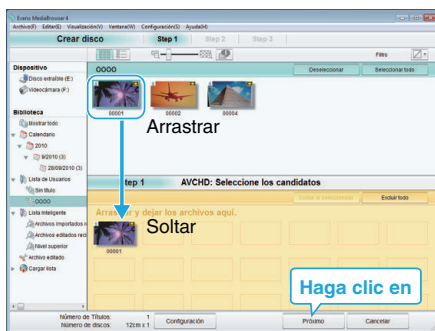 Everio MediaBrowser 4
Archivo(F) Editar(E) Visualización(V) Ventana(W) Configuración(S) Ayuda(H)
Crear disco
Step 1
Step 2
Step 3
Filtro
Dispositivo
Disco extraíble (E:)
Videocámara (F:)
OOOO
Deseleccionar
Seleccionar todo
00001
00002
00004
Arrastrar
Biblioteca
Mostrar todo
Calendario
2010
9/2010 (3)
28/09/2010 (3)
Lista de Usuarios
Sin título
OOOO
Lista inteligente
Archivos importados r
Archivos editados reci
Nivel superior
Archivo editado
Cargar lista
tep 1
AVCHD: Seleccione los candidatos
Excluir todo
Arrastrar y dejar los archivos aquí.
Soltar
00001
Haga clic en
Número de Títulos: 1
Número de discos: 12cm x 1
Configuración
Próximo
Cancelar